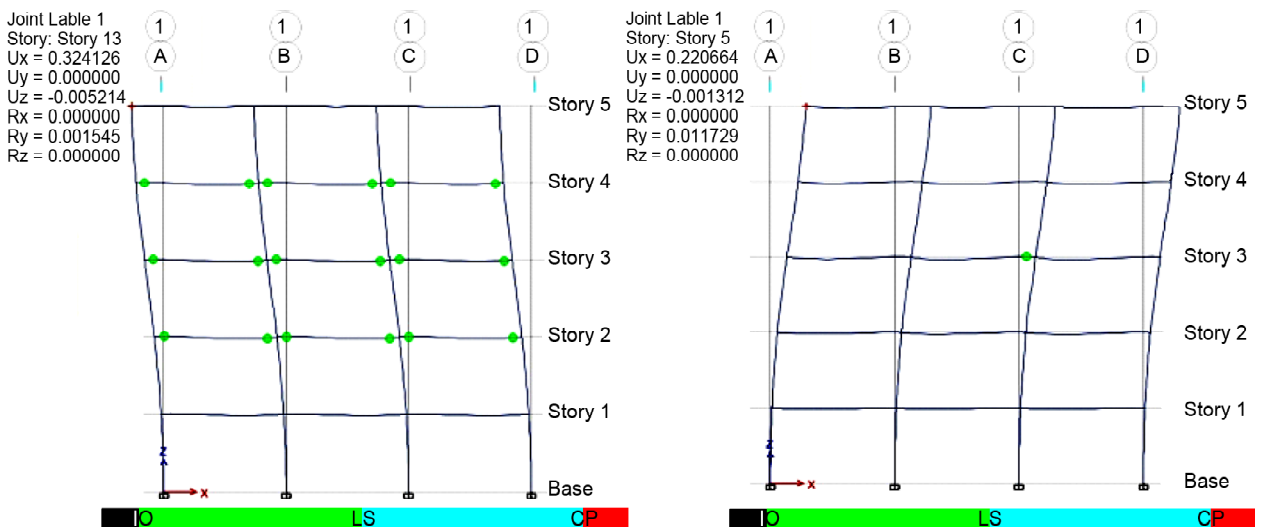 Joint Lable 1
Story: Story 13
Ux = 0.324126
Uy = 0.000000
Uz = -0.005214
Rx = 0.000000
Ry = 0.001545
Rz = 0.000000
1 1 1 1
A B C D
Story 5
Story 4
Story 3
Story 2
Story 1
Base
Z
X
IO LS CP
Joint Lable 1
Story: Story 5
Ux = 0.220664
Uy = 0.000000
Uz = -0.001312
Rx = 0.000000
Ry = 0.011729
Rz = 0.000000
1 1 1 1
A B C D
Story 5
Story 4
Story 3
Story 2
Story 1
Base
Z
X
IO LS CP